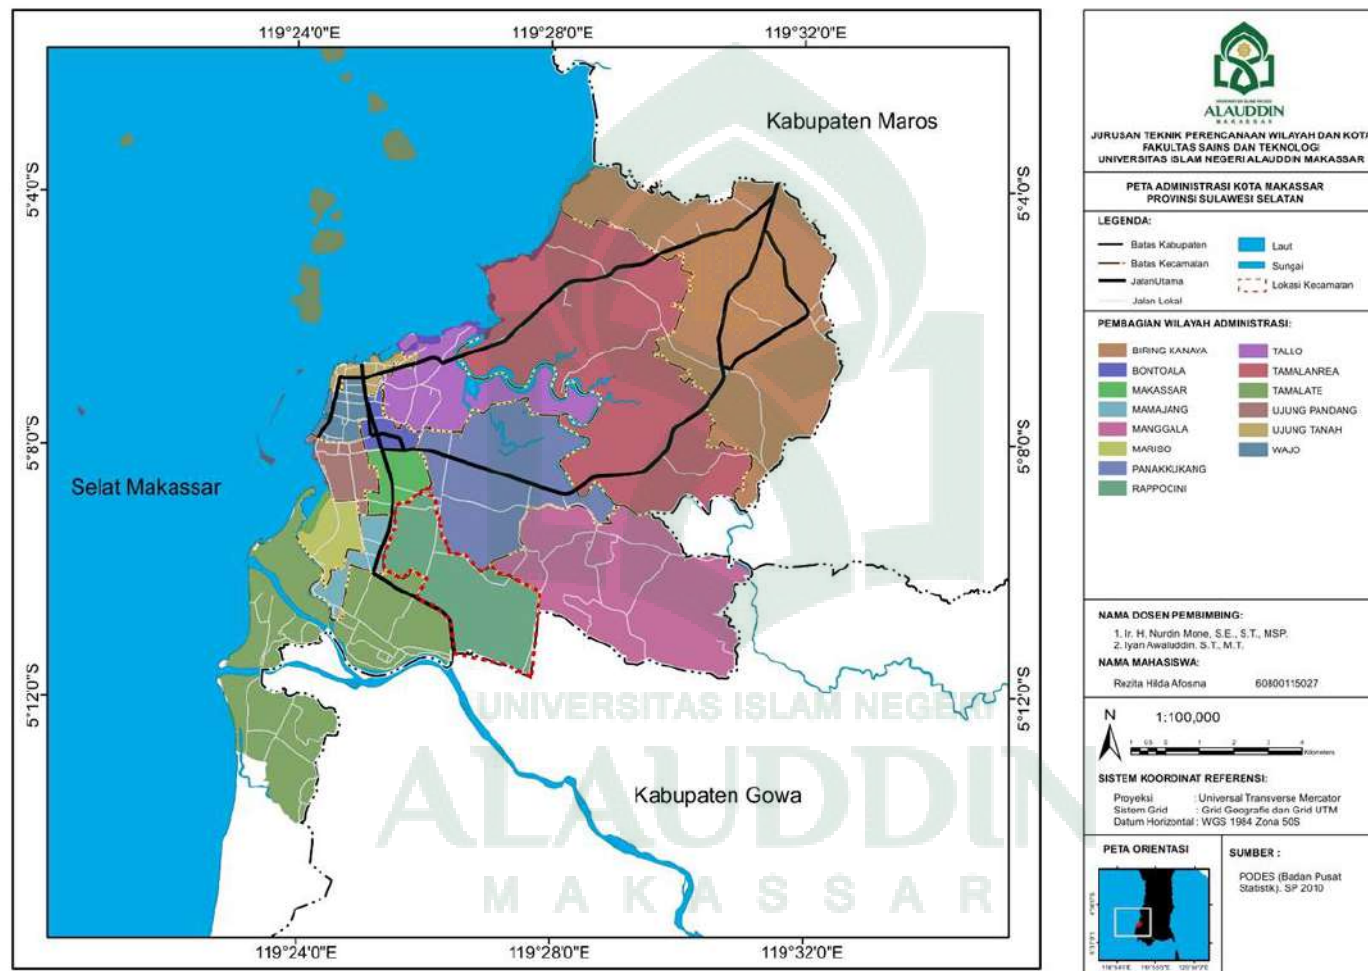 119°24'0"E
119°28'0"E
119°32'0"E
Kabupaten Maros
5°4'0"S
5°4'0"S
5°8'0"S
5°8'0"S
Selat Makassar
5°12'0"S
5°12'0"S
UNIVERSITAS ISLAM NEGERI
ALAUDDIN
MAKASSAR
Kabupaten Gowa
119°24'0"E
119°28'0"E
119°32'0"E
ALAUDDIN
MAKASSAR
JURUSAN TEKNIK PERENCANAAN WILAYAH DAN KOTA
FAKULTAS SAINS DAN TEKNOLOGI
UNIVERSITAS ISLAM NEGERI ALAUDDIN MAKASSAR
PETA ADMINISTRASI KOTA MAKASSAR
PROVINSI SULAWESI SELATAN
LEGENDA:
Batas Kabupaten
Batas Kecamatan
JalanUtama
Jalan Lokal
Laut
Sungai
Lokasi Kecamatan
PEMBAGIAN WILAYAH ADMINISTRASI:
BIRING KANAYA
BONTOALA
MAKASSAR
MAMAJANG
MANGGALA
MARISO
PANAKKUKANG
RAPPOCINI
TALLO
TAMALANREA
TAMALATE
UJUNG PANDANG
UJUNG TANAH
WAJO
NAMA DOSEN PEMBIMBING:
1. Ir. H. Nurdin Mone, S.E., S.T., MSP.
2. Iyan Awaluddin. S.T., M.T.
NAMA MAHASISWA:
Rezita Hilda Afosma 60800115027
N
1:100,000
Kilometers
SISTEM KOORDINAT REFERENSI:
Proyeksi : Universal Transverse Mercator
Sistem Grid : Grid Geografis dan Grid UTM
Datum Horizontal : WGS 1984 Zona 50S
PETA ORIENTASI
SUMBER :
PODES (Badan Pusat
Statistik). SP 2010